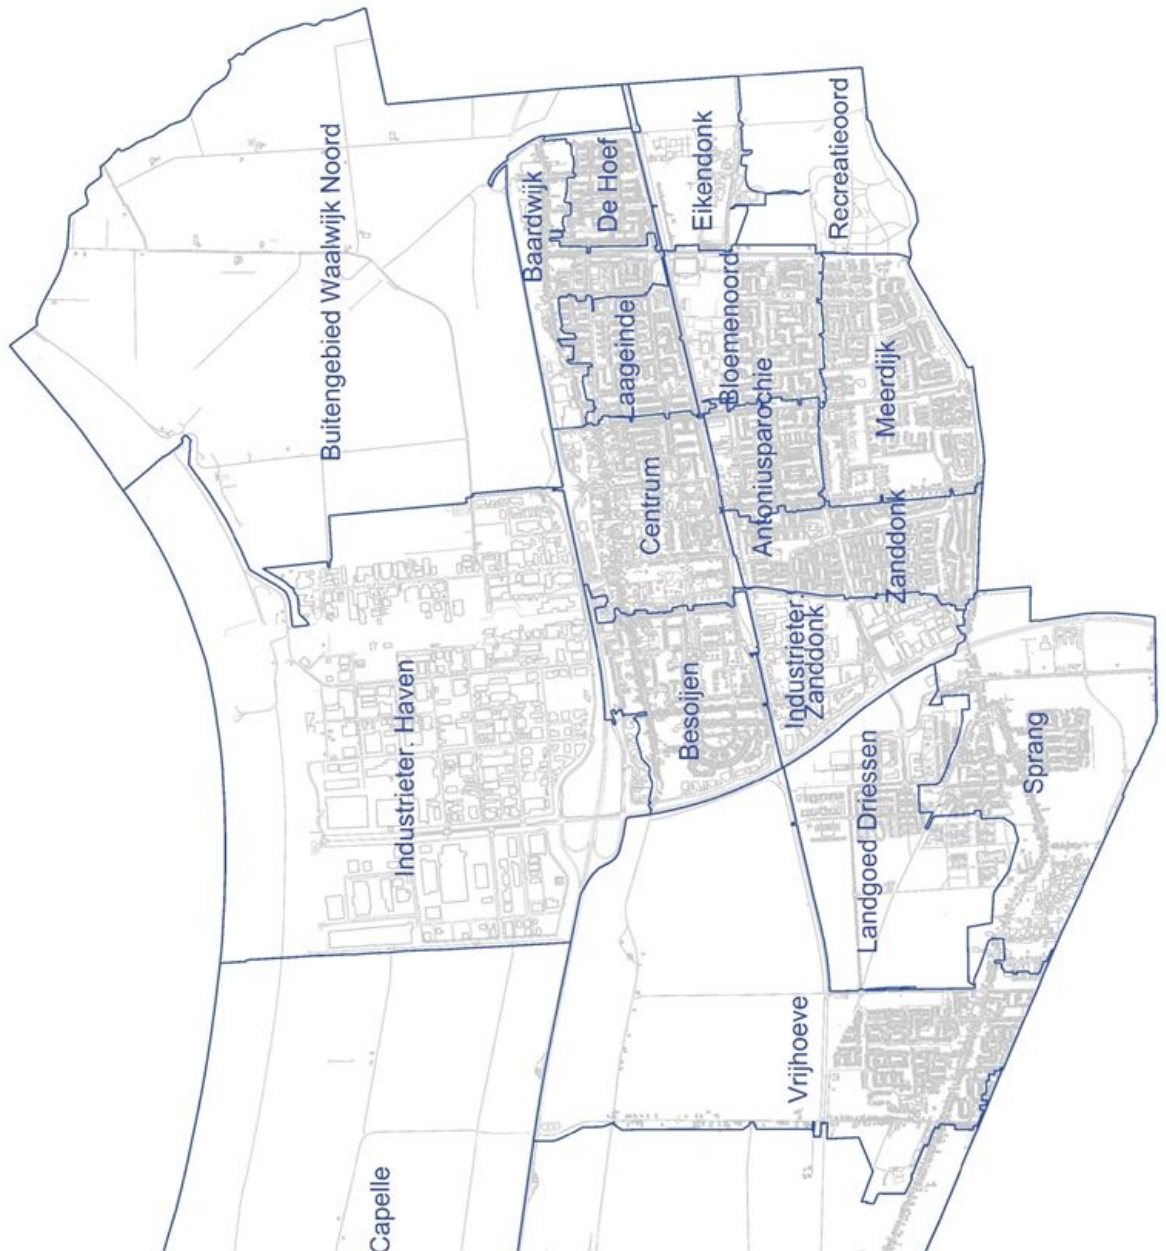 Buitengebied Waalwijk Noord
Capelle
Industrieter. Haven
Baardwijk
De Hoef
Laageinde
Centrum
Besoijen
Eikendonk
Bloemenoord
Antoniusparochie
Vrijhoeve
Industrieter.
Zanddonk
Recreatieoord
Landgoed Driessen
Meerdijk
Zanddonk
Sprang